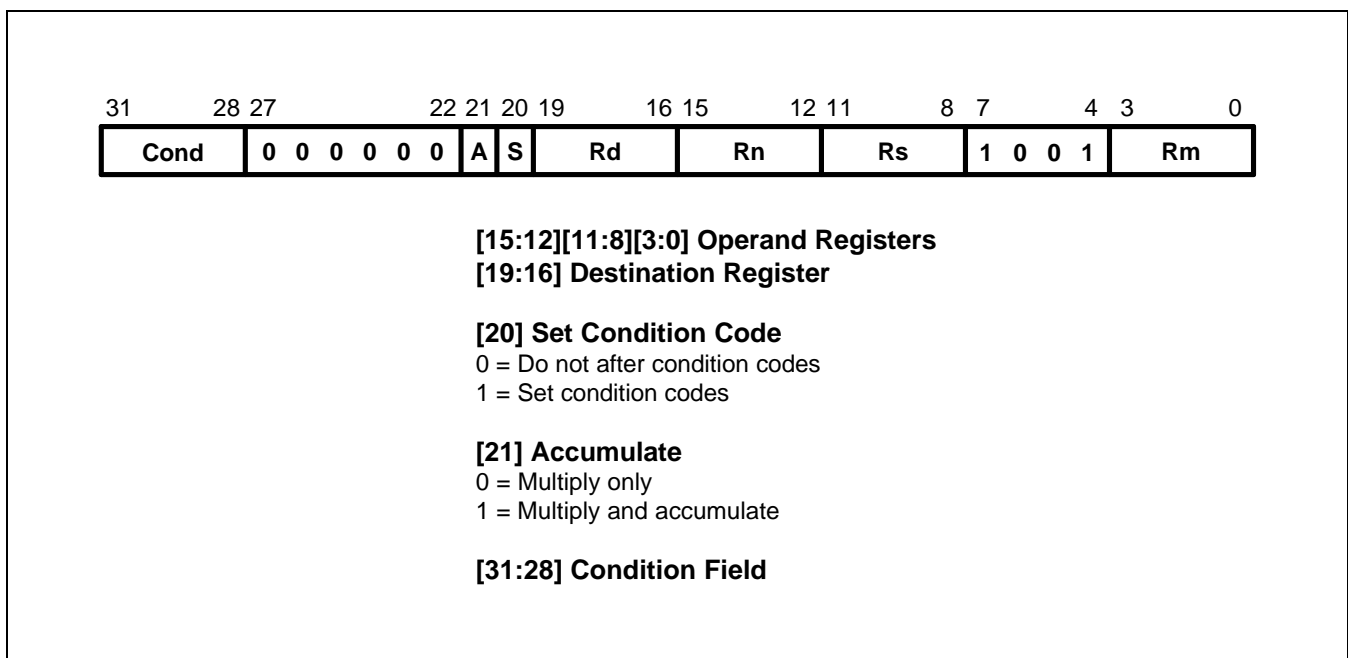 31 28 27 22 21 20 19 16 15 12 11 8 7 4 3 0
Cond 0 0 0 0 0 0 A S Rd Rn Rs 1 0 0 1 Rm
[15:12][11:8][3:0] Operand Registers
[19:16] Destination Register
[20] Set Condition Code
0 = Do not after condition codes
1 = Set condition codes
[21] Accumulate
0 = Multiply only
1 = Multiply and accumulate
[31:28] Condition Field